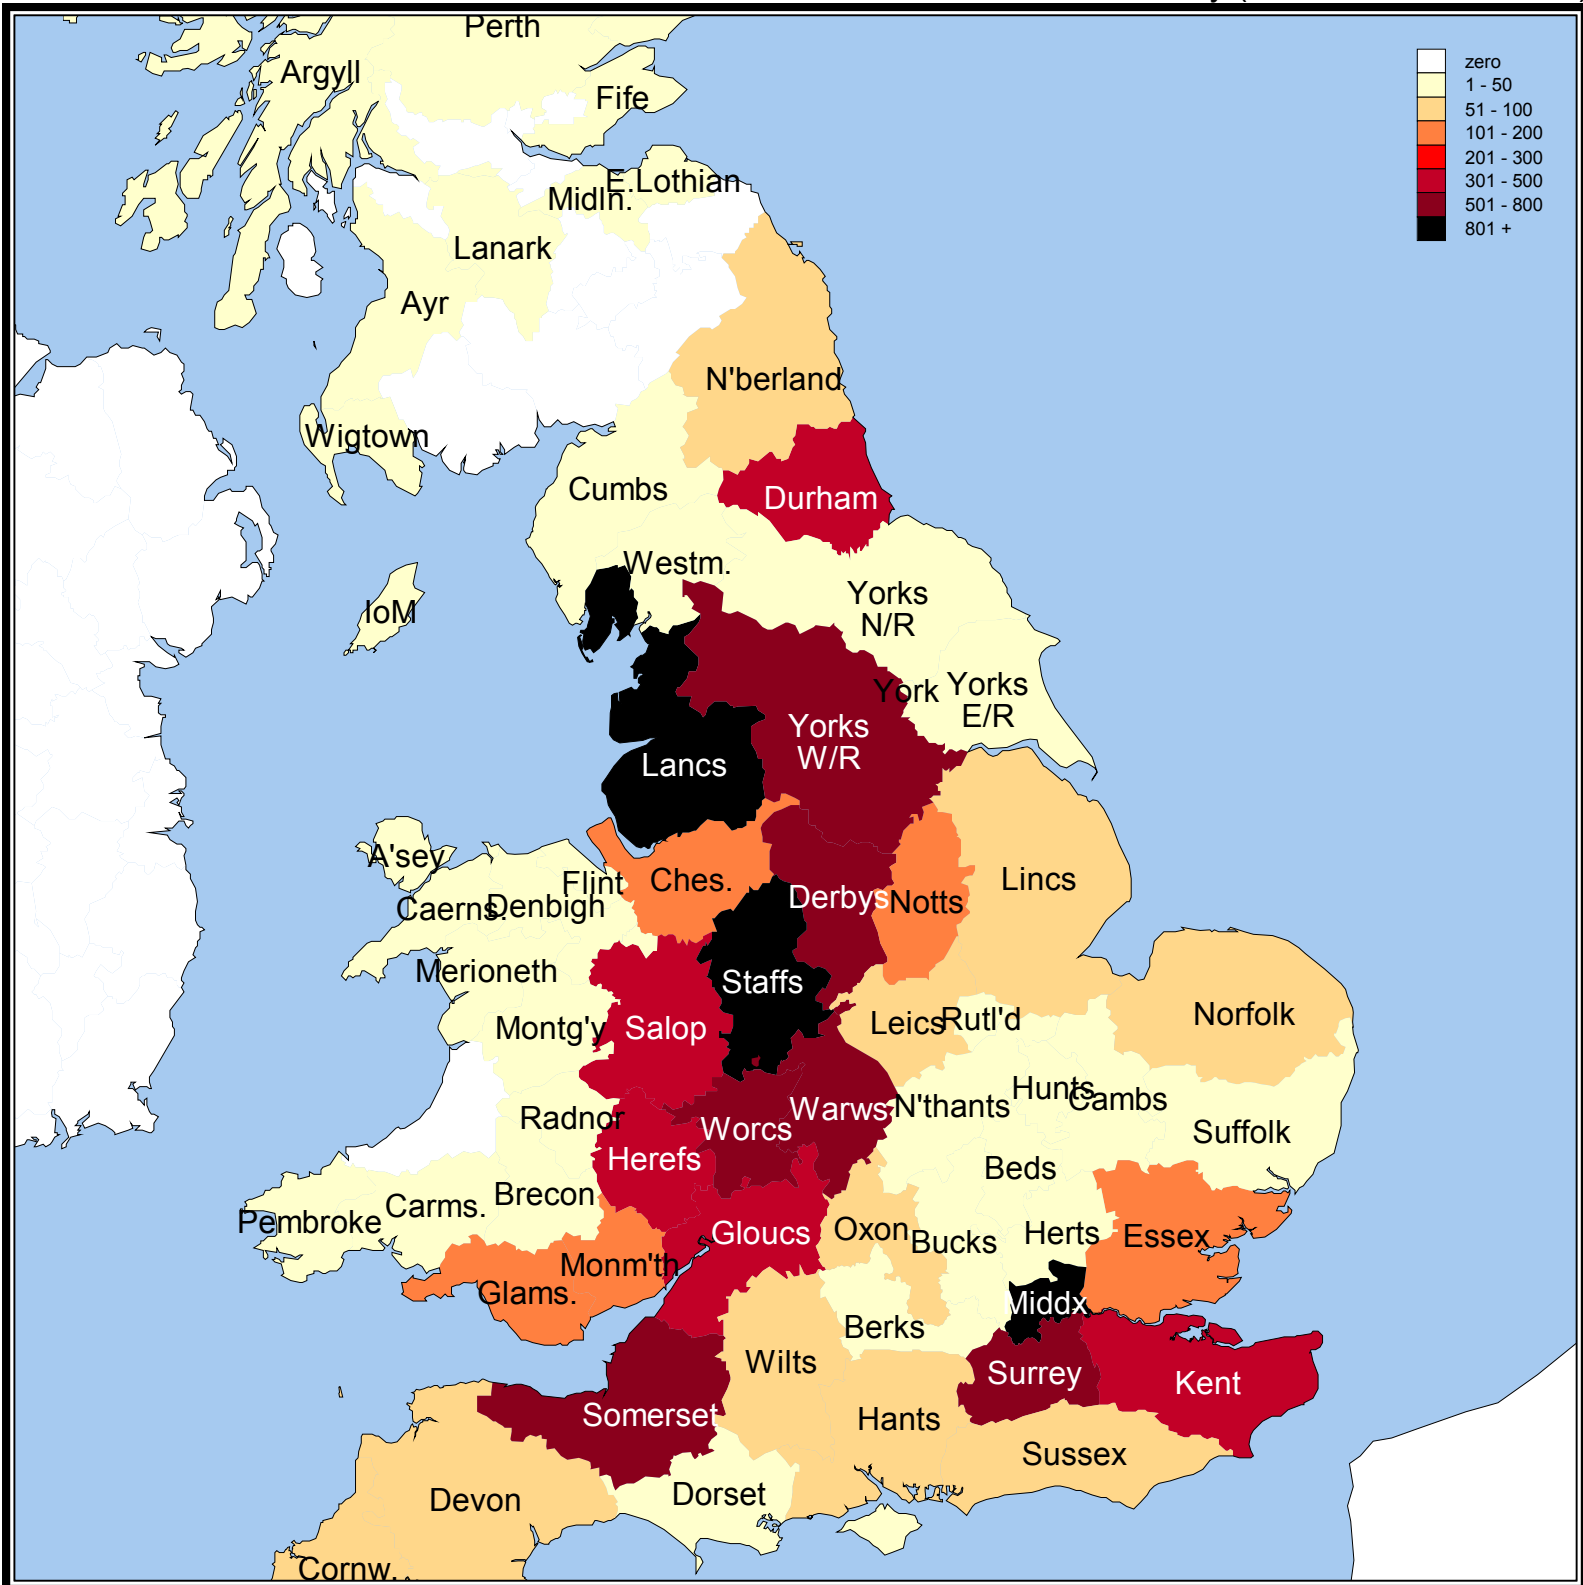 zero
1 - 50
51 - 100
101 - 200
201 - 300
301 - 500
501 - 800
801 +
Perth
Argyll
Fife
E.Lothian
Midln.
Lanark
Ayr
N'berland
Wigtown
Cumbs
Durham
Westm.
Yorks
N/R
IoM
York
Yorks
E/R
Yorks
W/R
Lancs
A'sey
Flint
Ches.
Lincs
Caerns.
Denbigh
Derbys
Notts
Merioneth
Staffs
Norfolk
Montg'y
Salop
Leics
Rutl'd
Hunts
Cambs
N'thants
Warws
Radnor
Worcs
Suffolk
Herefs
Beds
Brecon
Carms.
Pembroke
Gloucs
Oxon
Bucks
Herts
Essex
Monm'th
Glams.
Middx
Berks
Wilts
Surrey
Kent
Somerset
Hants
Sussex
Dorset
Devon
Cornw.